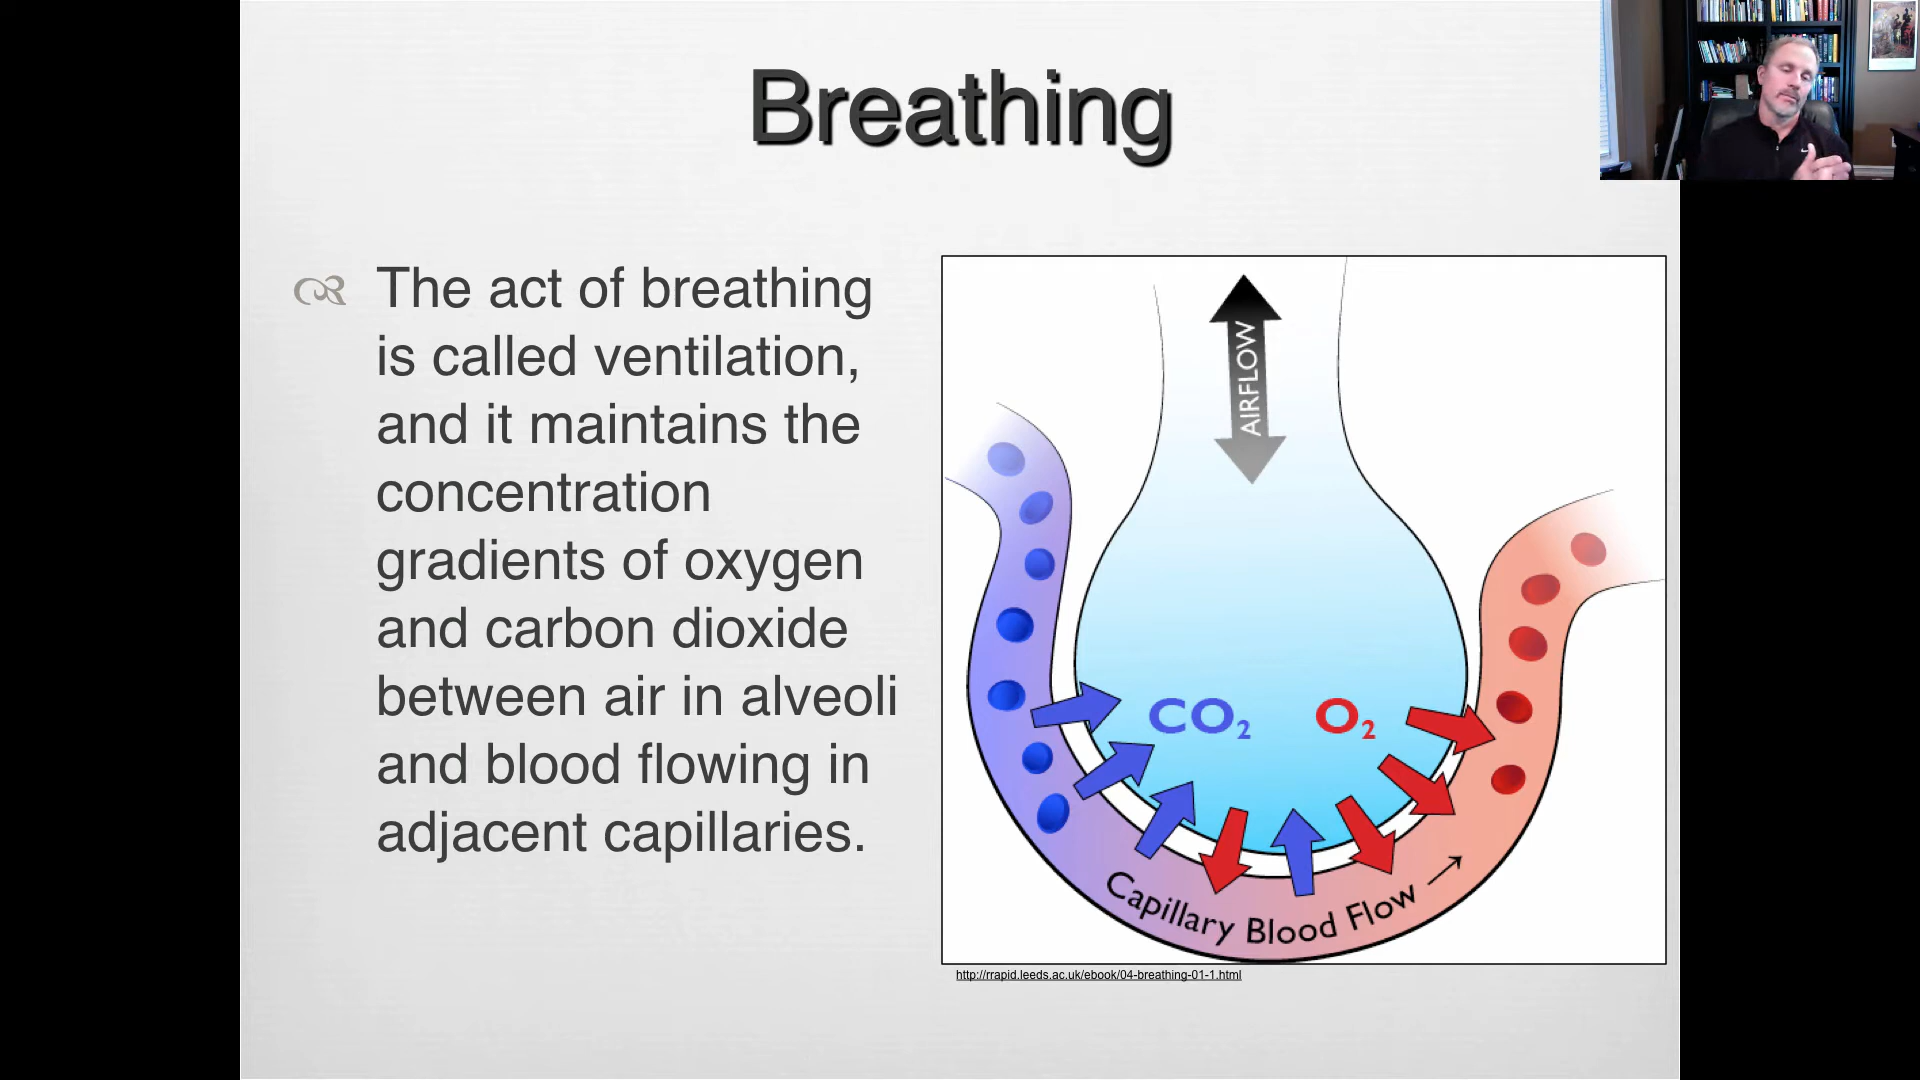 Breathing
The act of breathing
is called ventilation,
and it maintains the
concentration
gradients of oxygen
and carbon dioxide
between air in alveoli
and blood flowing in
adjacent capillaries.
AIRFLOW
CO₂
O₂
Capillary Blood Flow →
http://rrapid.leeds.ac.uk/ebook/04-breathing-01-1.html